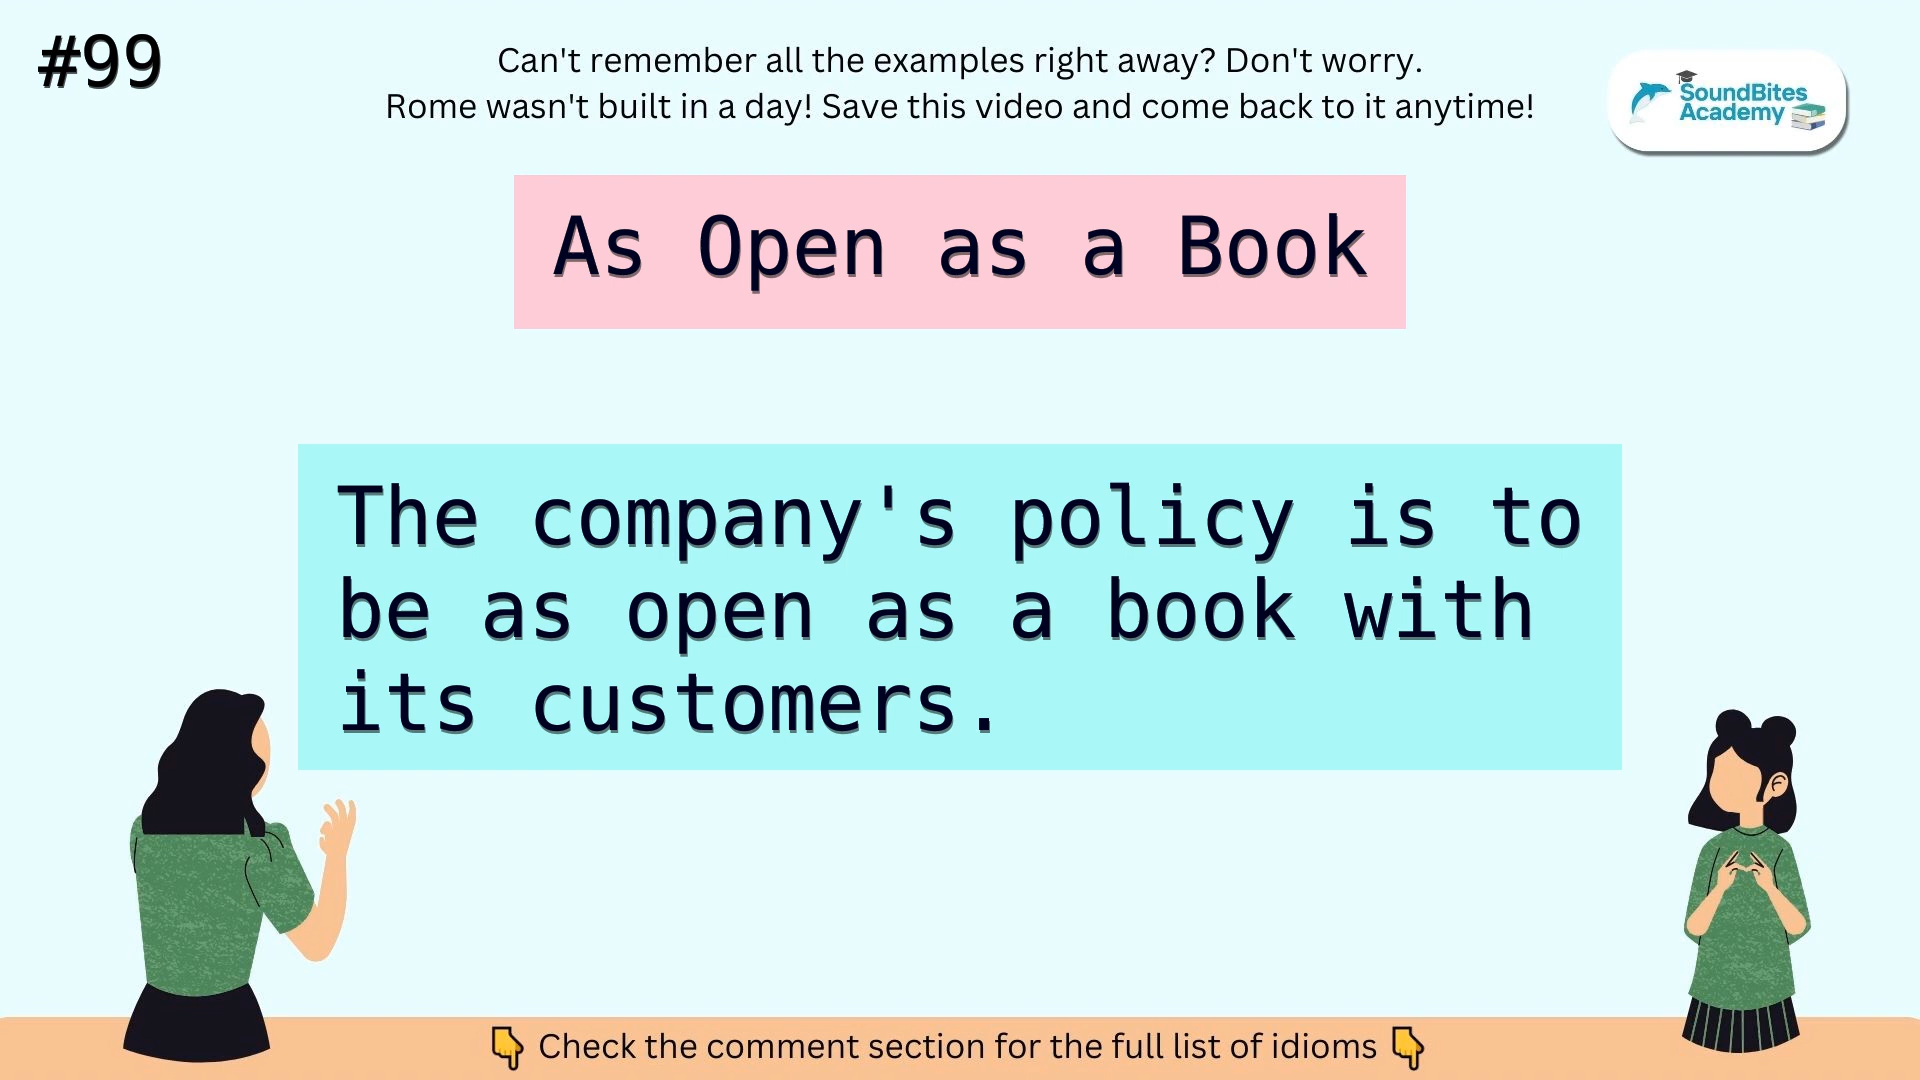 #99
Can't remember all the examples right away? Don't worry.
Rome wasn't built in a day! Save this video and come back to it anytime!
SoundBites
Academy
As Open as a Book
The company's policy is to
be as open as a book with
its customers.
👇 Check the comment section for the full list of idioms 👇